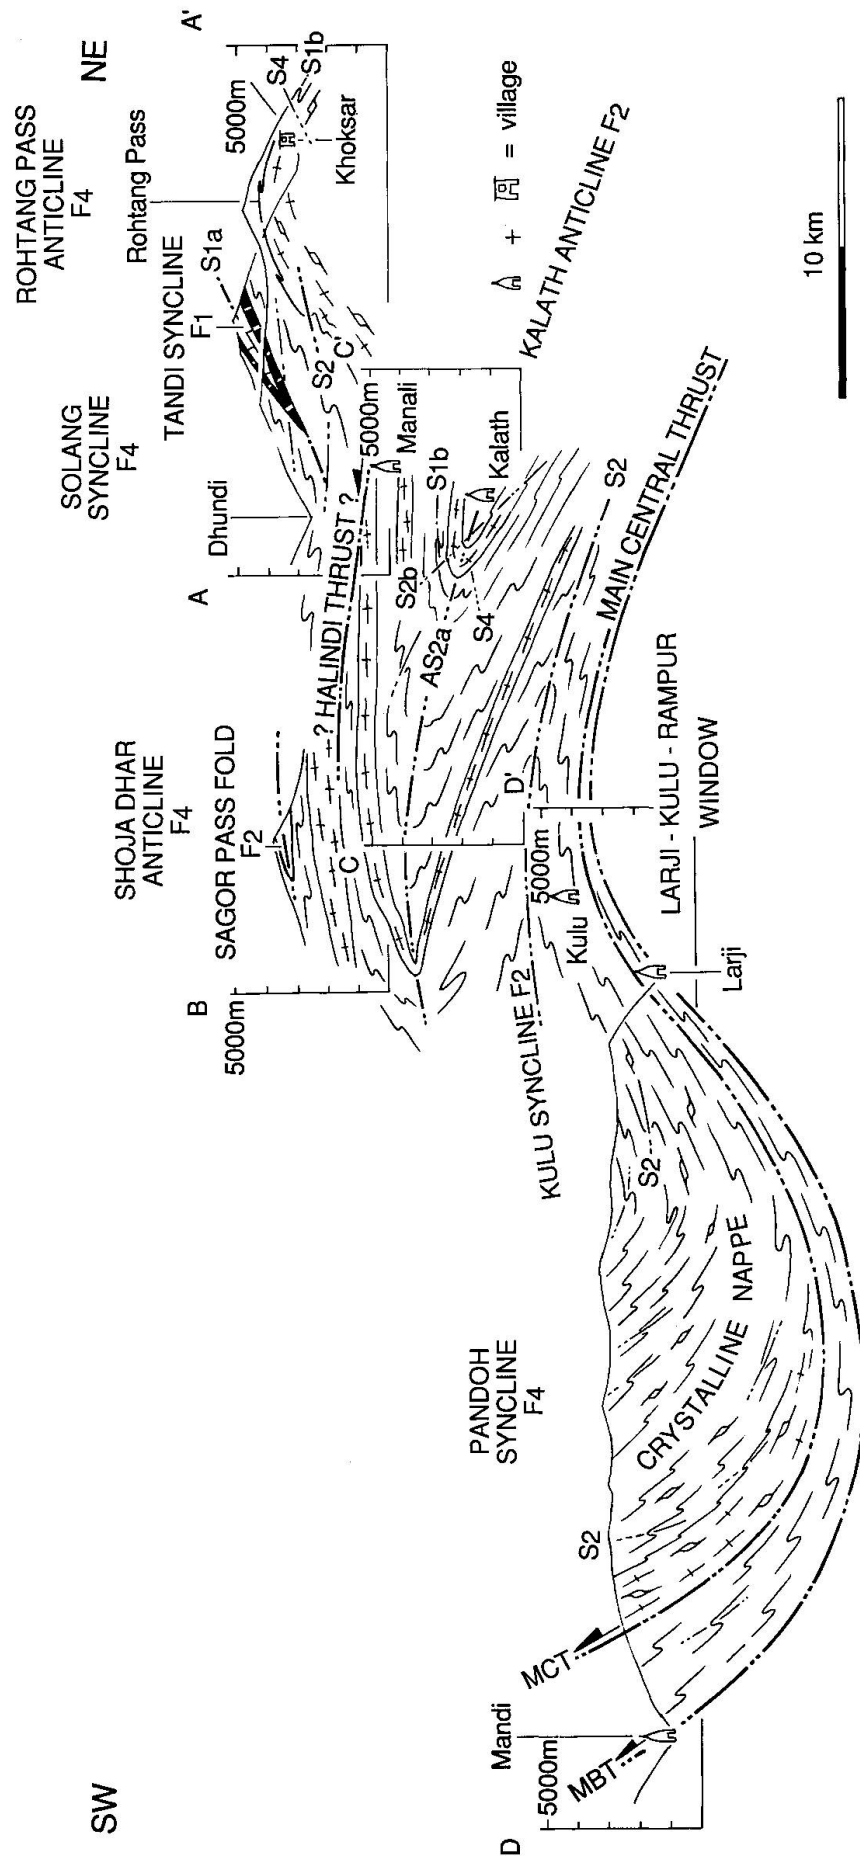 SW
NE
ROHTANG PASS
ANTICLINE
F4
Rohtang Pass
A'
TANDI SYNCLINE
F1
S1a
SOLANG
SYNCLINE
F4
Dhundi
A
5000m
S4
S1b
Khoksar
S2
C'
SHOJA DHAR
ANTICLINE
F4
SAGOR PASS FOLD
F2
B
5000m
? HALINDI THRUST ?
5000m
Manali
C
S1b
Kalath
S2b
AS2a
S4
= village
KALATH ANTICLINE F2
S2
MAIN CENTRAL THRUST
10 km
D'
5000m
Kulu
KULU SYNCLINE F2
LARJI - KULU - RAMPUR
WINDOW
Larji
PANDOH
SYNCLINE
F4
S2
S2
CRYSTALLINE NAPPE
MCT
Mandi
MBT
5000m
D